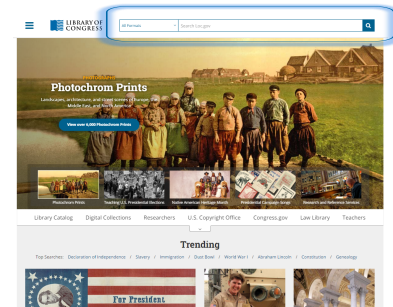 LIBRARY OF
CONGRESS
All Formats
Search Loc.gov
Photochrom Prints
Landscapes, architecture, and street scenes of Europe, the
Middle East, and North America
View over 6,000 Photochrom Prints
Photochrom Prints
Teaching U.S. Presidential Elections
Native American Heritage Month
Presidential Campaign Songs
Research and Reference Services
Library Catalog
Digital Collections
Researchers
U.S. Copyright Office
Congress.gov
Law Library
Teachers
Trending
Top Searches: Declaration of Independence / Slavery / Immigration / Dust Bowl / World War I / Abraham Lincoln / Constitution / Genealogy
For President